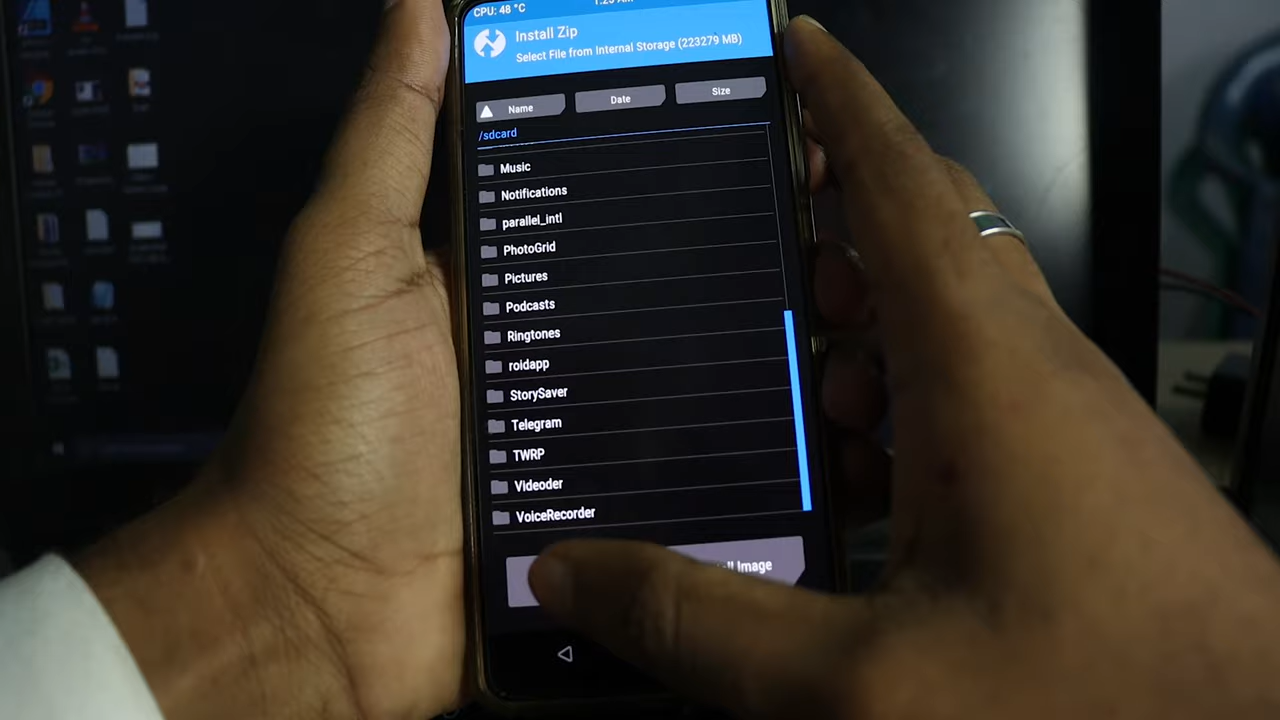 CPU: 48 °C
Install Zip
Select File from Internal Storage (223279 MB)
Name Date Size
/sdcard
Music
Notifications
parallel_intl
PhotoGrid
Pictures
Podcasts
Ringtones
roidapp
StorySaver
Telegram
TWRP
Videoder
VoiceRecorder
Image